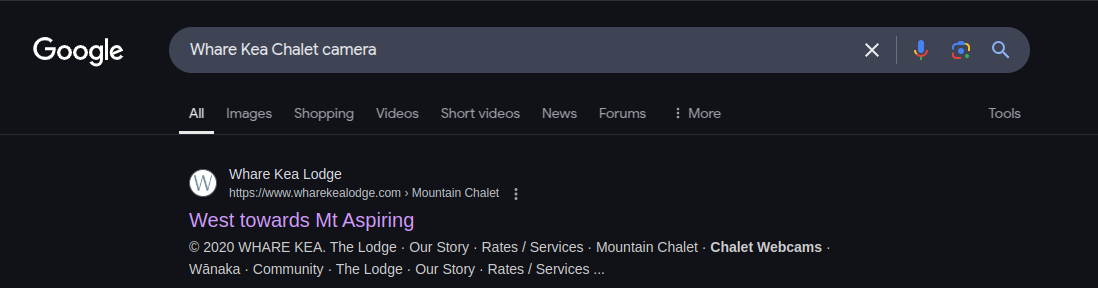 Google
Whare Kea Chalet camera
All Images Shopping Videos Short videos News Forums More Tools
W
Whare Kea Lodge
https://www.wharekealodge.com › Mountain Chalet
West towards Mt Aspiring
© 2020 WHARE KEA. The Lodge · Our Story · Rates / Services · Mountain Chalet · Chalet Webcams ·
Wānaka · Community · The Lodge · Our Story · Rates / Services ...